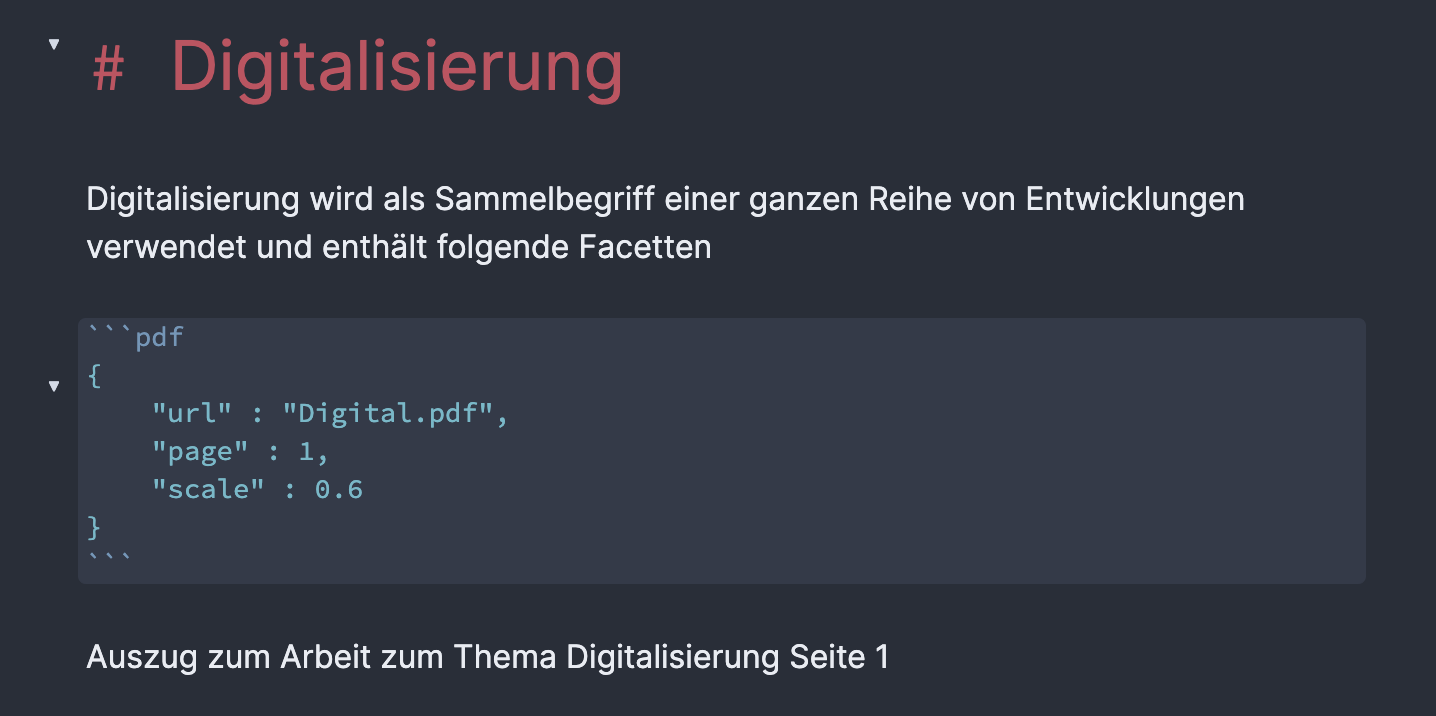 # Digitalisierung
Digitalisierung wird als Sammelbegriff einer ganzen Reihe von Entwicklungen
verwendet und enthält folgende Facetten
```pdf
{
    "url" : "Digital.pdf",
    "page" : 1,
    "scale" : 0.6
}
```
Auszug zum Arbeit zum Thema Digitalisierung Seite 1